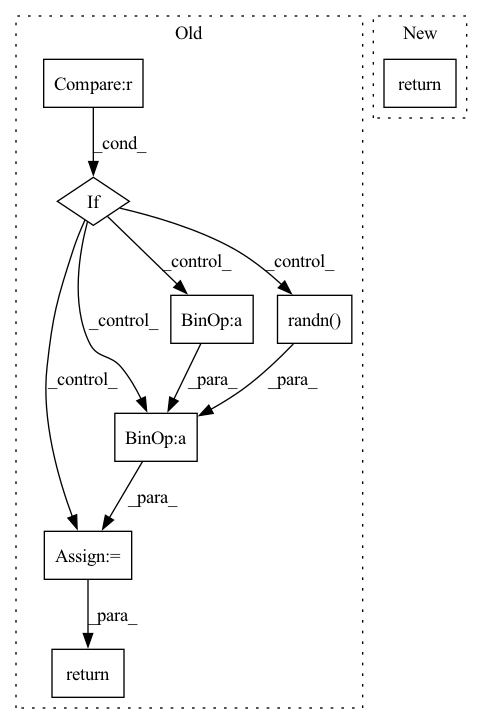 Old
New
Compare:r
return
_cond_
If
_control_
_control_
_control_
_control_
BinOp:a
randn()
_para_
_para_
BinOp:a
_para_
Assign:=
_para_
return